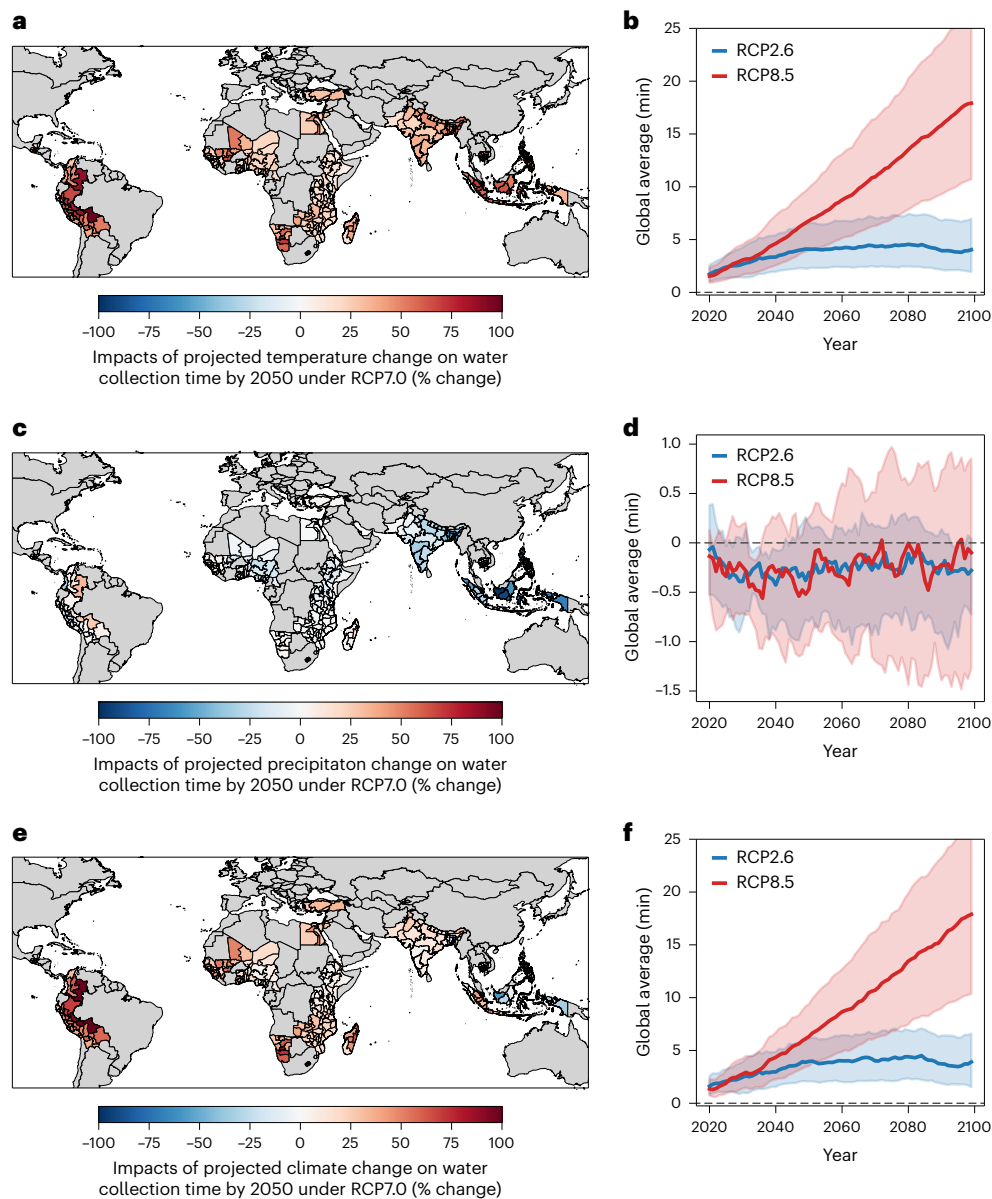 a
−100 −75 −50 −25 0 25 50 75 100
Impacts of projected temperature change on water
collection time by 2050 under RCP7.0 (% change)
b
25
20
15
10
5
0
Global average (min)
RCP2.6
RCP8.5
2020 2040 2060 2080 2100
Year
c
−100 −75 −50 −25 0 25 50 75 100
Impacts of projected precipitaton change on water
collection time by 2050 under RCP7.0 (% change)
d
1.0
0.5
0
−0.5
−1.0
−1.5
Global average (min)
RCP2.6
RCP8.5
2020 2040 2060 2080 2100
Year
e
−100 −75 −50 −25 0 25 50 75 100
Impacts of projected climate change on water
collection time by 2050 under RCP7.0 (% change)
f
25
20
15
10
5
0
Global average (min)
RCP2.6
RCP8.5
2020 2040 2060 2080 2100
Year